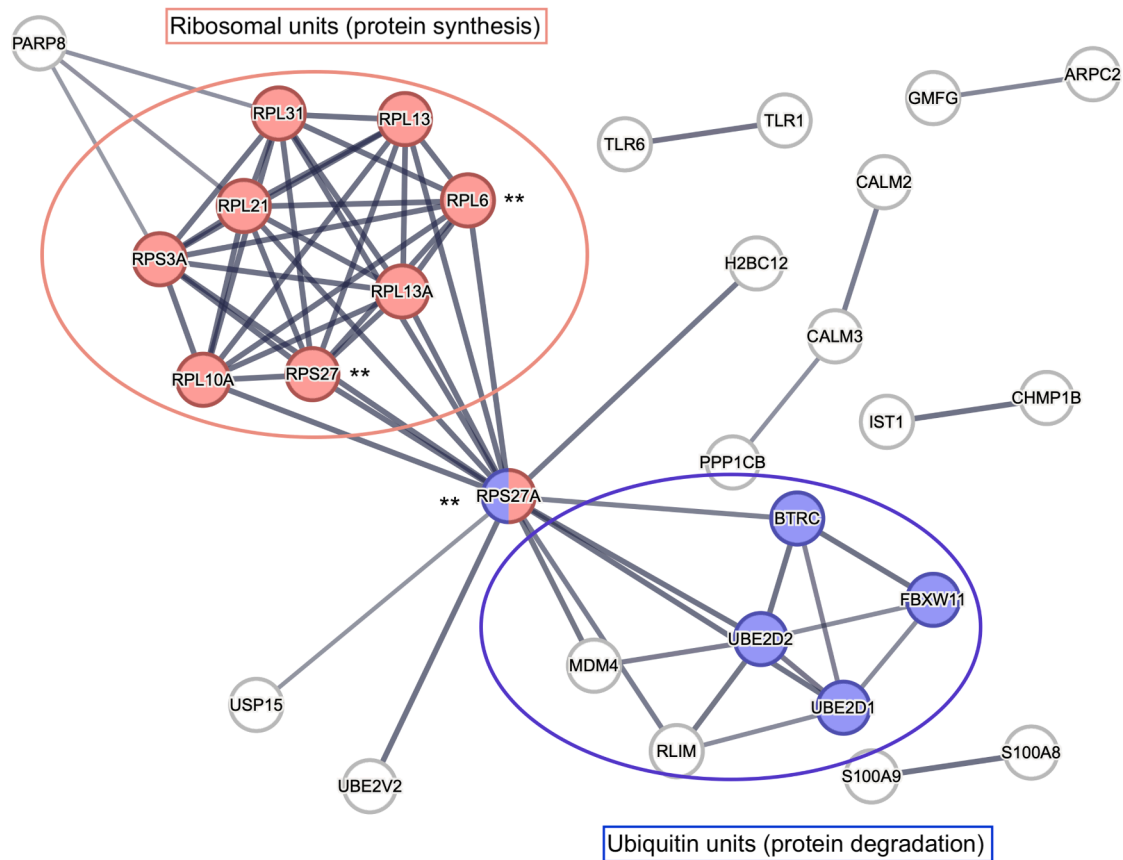 Ribosomal units (protein synthesis)
PARP8
ARPC2
GMFG
RPL31
RPL13
TLR1
TLR6
CALM2
RPL21
RPL6 **
RPS3A
H2BC12
RPL13A
CALM3
RPL10A
RPS27 **
CHMP1B
IST1
PPP1CB
** RPS27A
BTRC
FBXW11
UBE2D2
MDM4
USP15
UBE2D1
RLIM
S100A8
S100A9
UBE2V2
Ubiquitin units (protein degradation)